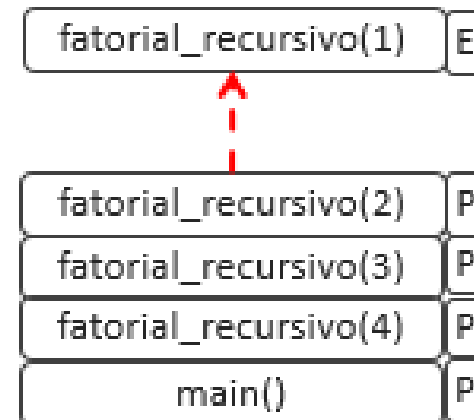 fatorial_recursivo(1) E
fatorial_recursivo(2) P
fatorial_recursivo(3) P
fatorial_recursivo(4) P
main() P